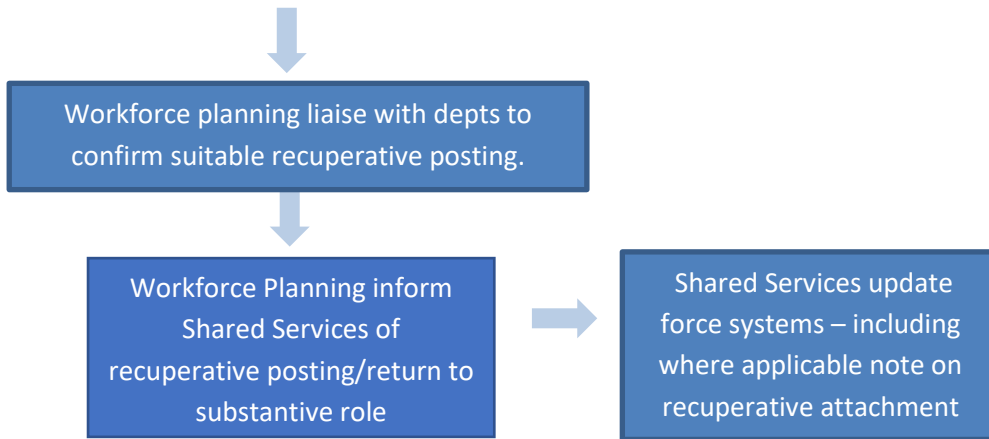 Workforce planning liaise with depts to
confirm suitable recuperative posting.
Workforce Planning inform
Shared Services of
recuperative posting/return to
substantive role
Shared Services update
force systems – including
where applicable note on
recuperative attachment